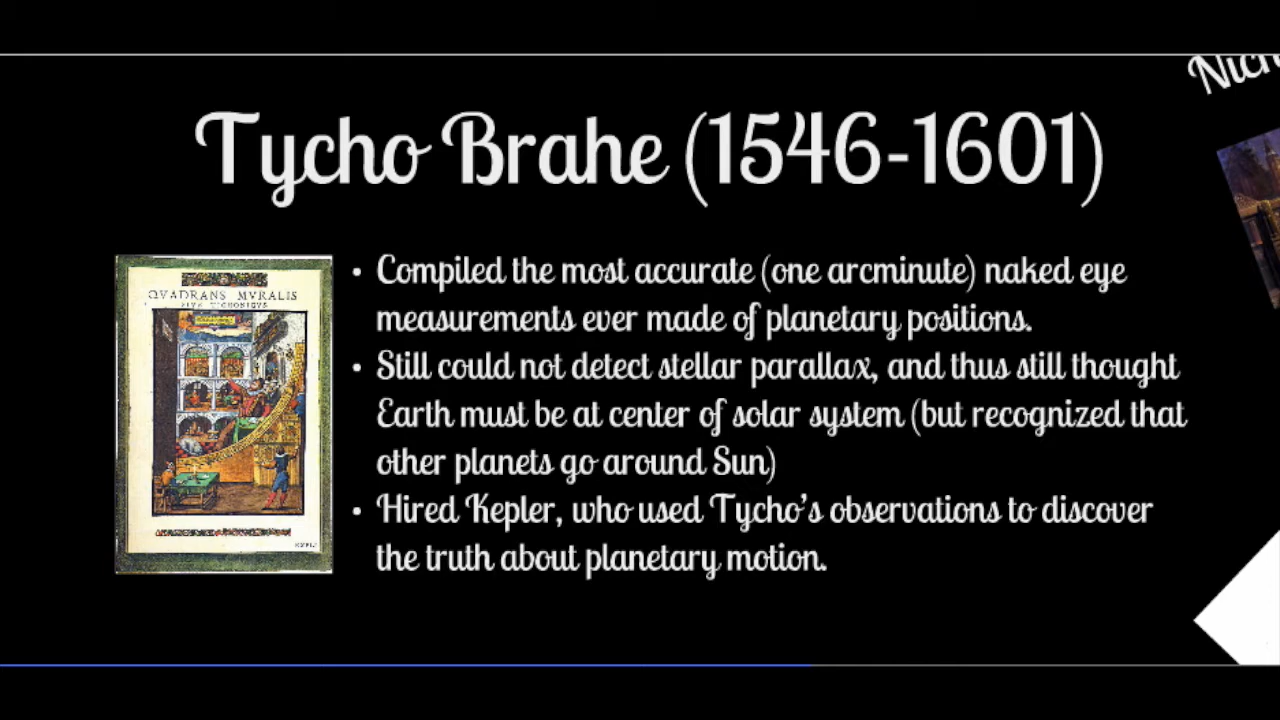 Tycho Brahe (1546-1601)
QVADRANS MVRALIS
• Compiled the most accurate (one arcminute) naked eye
measurements ever made of planetary positions.
• Still could not detect stellar parallax, and thus still thought
Earth must be at center of solar system (but recognized that
other planets go around Sun)
• Hired Kepler, who used Tycho's observations to discover
the truth about planetary motion.